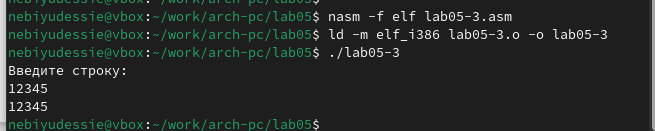 nebiyudessie@vbox:~/work/arch-pc/lab05$ nasm -f elf lab05-3.asm
nebiyudessie@vbox:~/work/arch-pc/lab05$ ld -m elf_i386 lab05-3.o -o lab05-3
nebiyudessie@vbox:~/work/arch-pc/lab05$ ./lab05-3
Введите строку:
12345
12345
nebiyudessie@vbox:~/work/arch-pc/lab05$